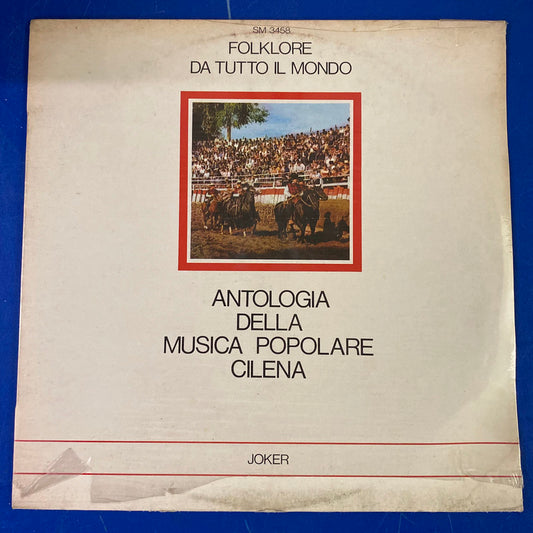 SM 3458
FOLKLORE
DA TUTTO IL MONDO
ANTOLOGIA
DELLA
MUSICA POPOLARE
CILENA
JOKER